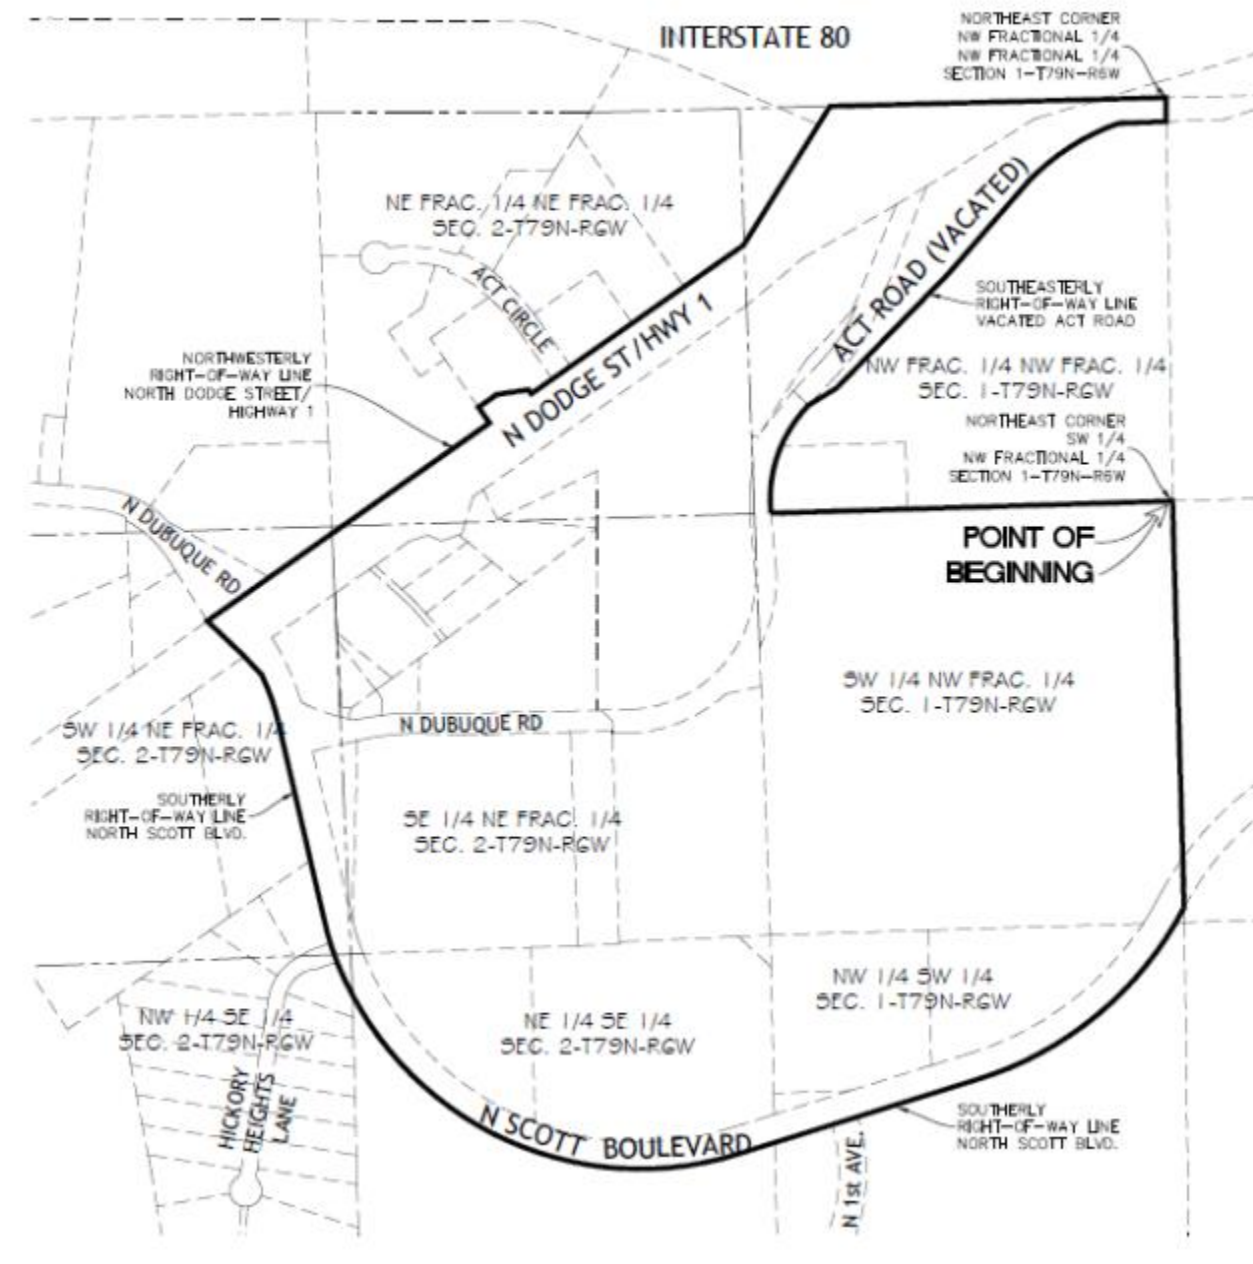 INTERSTATE 80
NORTHEAST CORNER
NW FRACTIONAL 1/4
NW FRACTIONAL 1/4
SECTION 1-T79N-R6W
NE FRAC. 1/4 NE FRAC. 1/4
SEC. 2-T79N-R6W
ACT CIRCLE
ACT ROAD (VACATED)
SOUTHEASTERLY
RIGHT-OF-WAY LINE
VACATED ACT ROAD
NORTHWESTERLY
RIGHT-OF-WAY LINE
NORTH DODGE STREET/
HIGHWAY 1
N DODGE ST/HWY 1
NW FRAC. 1/4 NW FRAC. 1/4
SEC. 1-T79N-R6W
NORTHEAST CORNER
SW 1/4
NW FRACTIONAL 1/4
SECTION 1-T79N-R6W
N DUBUQUE RD
POINT OF
BEGINNING
SW 1/4 NW FRAC. 1/4
SEC. 1-T79N-R6W
N DUBUQUE RD
SW 1/4 NE FRAC. 1/4
SEC. 2-T79N-R6W
SOUTHERLY
RIGHT-OF-WAY LINE
NORTH SCOTT BLVD.
SE 1/4 NE FRAC. 1/4
SEC. 2-T79N-R6W
NW 1/4 SW 1/4
SEC. 1-T79N-R6W
NW 1/4 SE 1/4
SEC. 2-T79N-R6W
NE 1/4 SE 1/4
SEC. 2-T79N-R6W
HICKORY
HEIGHTS
LANE
N SCOTT BOULEVARD
SOUTHERLY
RIGHT-OF-WAY LINE
NORTH SCOTT BLVD.
N 1st AVE.